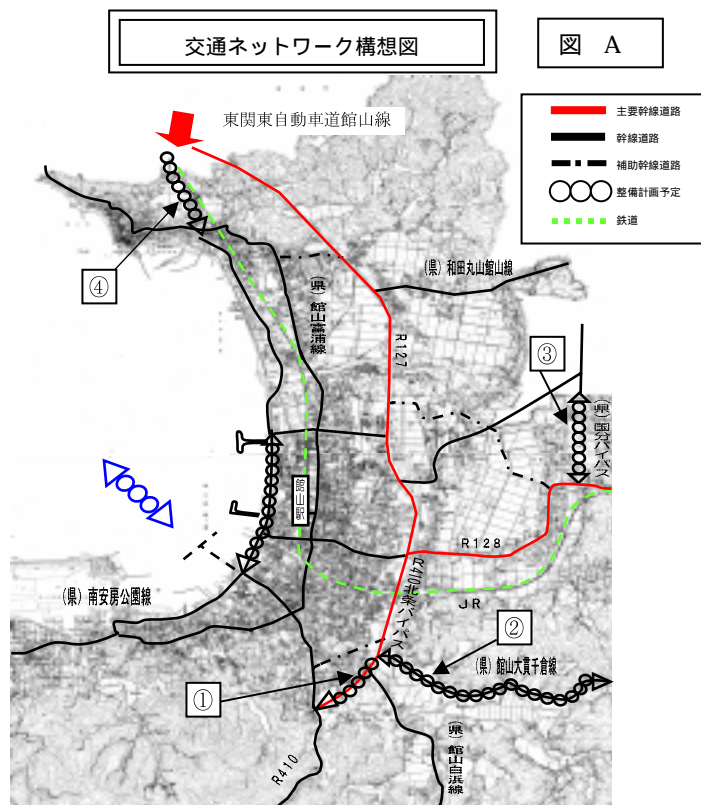 交通ネットワーク構想図
図 A
主要幹線道路
幹線道路
補助幹線道路
整備計画予定
鉄道
東関東自動車道館山線
④
(県)和田丸山館山線
(県)館山富浦線
R127
③
(県)国分バイパス
館山駅
R128
R410北条バイパス
JR
(県)南安房公園線
②
①
(県)館山大貫千倉線
(県)館山白浜線
R410